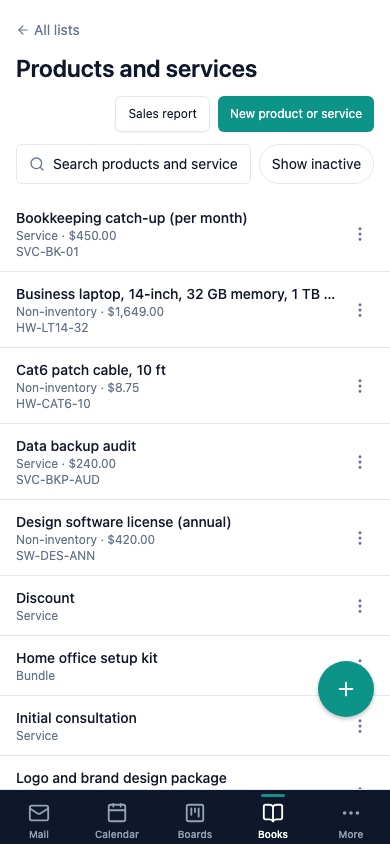 All lists
Products and services
Sales report
New product or service
Search products and service
Show inactive
Bookkeeping catch-up (per month)
Service · $450.00
SVC-BK-01
Business laptop, 14-inch, 32 GB memory, 1 TB ...
Non-inventory · $1,649.00
HW-LT14-32
Cat6 patch cable, 10 ft
Non-inventory · $8.75
HW-CAT6-10
Data backup audit
Service · $240.00
SVC-BKP-AUD
Design software license (annual)
Non-inventory · $420.00
SW-DES-ANN
Discount
Service
Home office setup kit
Bundle
Initial consultation
Service
Logo and brand design package
Mail
Calendar
Boards
Books
More